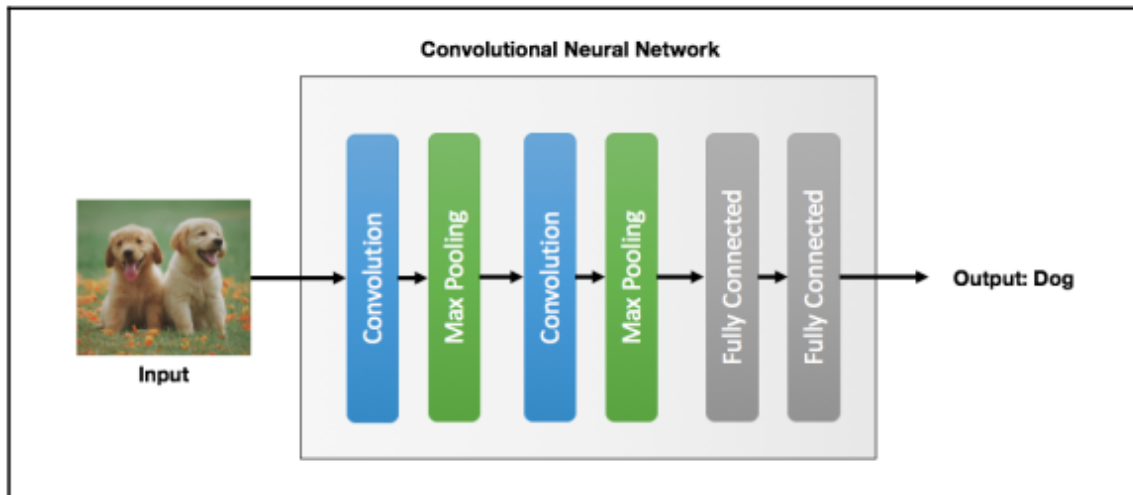 Convolutional Neural Network
Convolution
Max Pooling
Convolution
Max Pooling
Fully Connected
Fully Connected
Input
Output: Dog